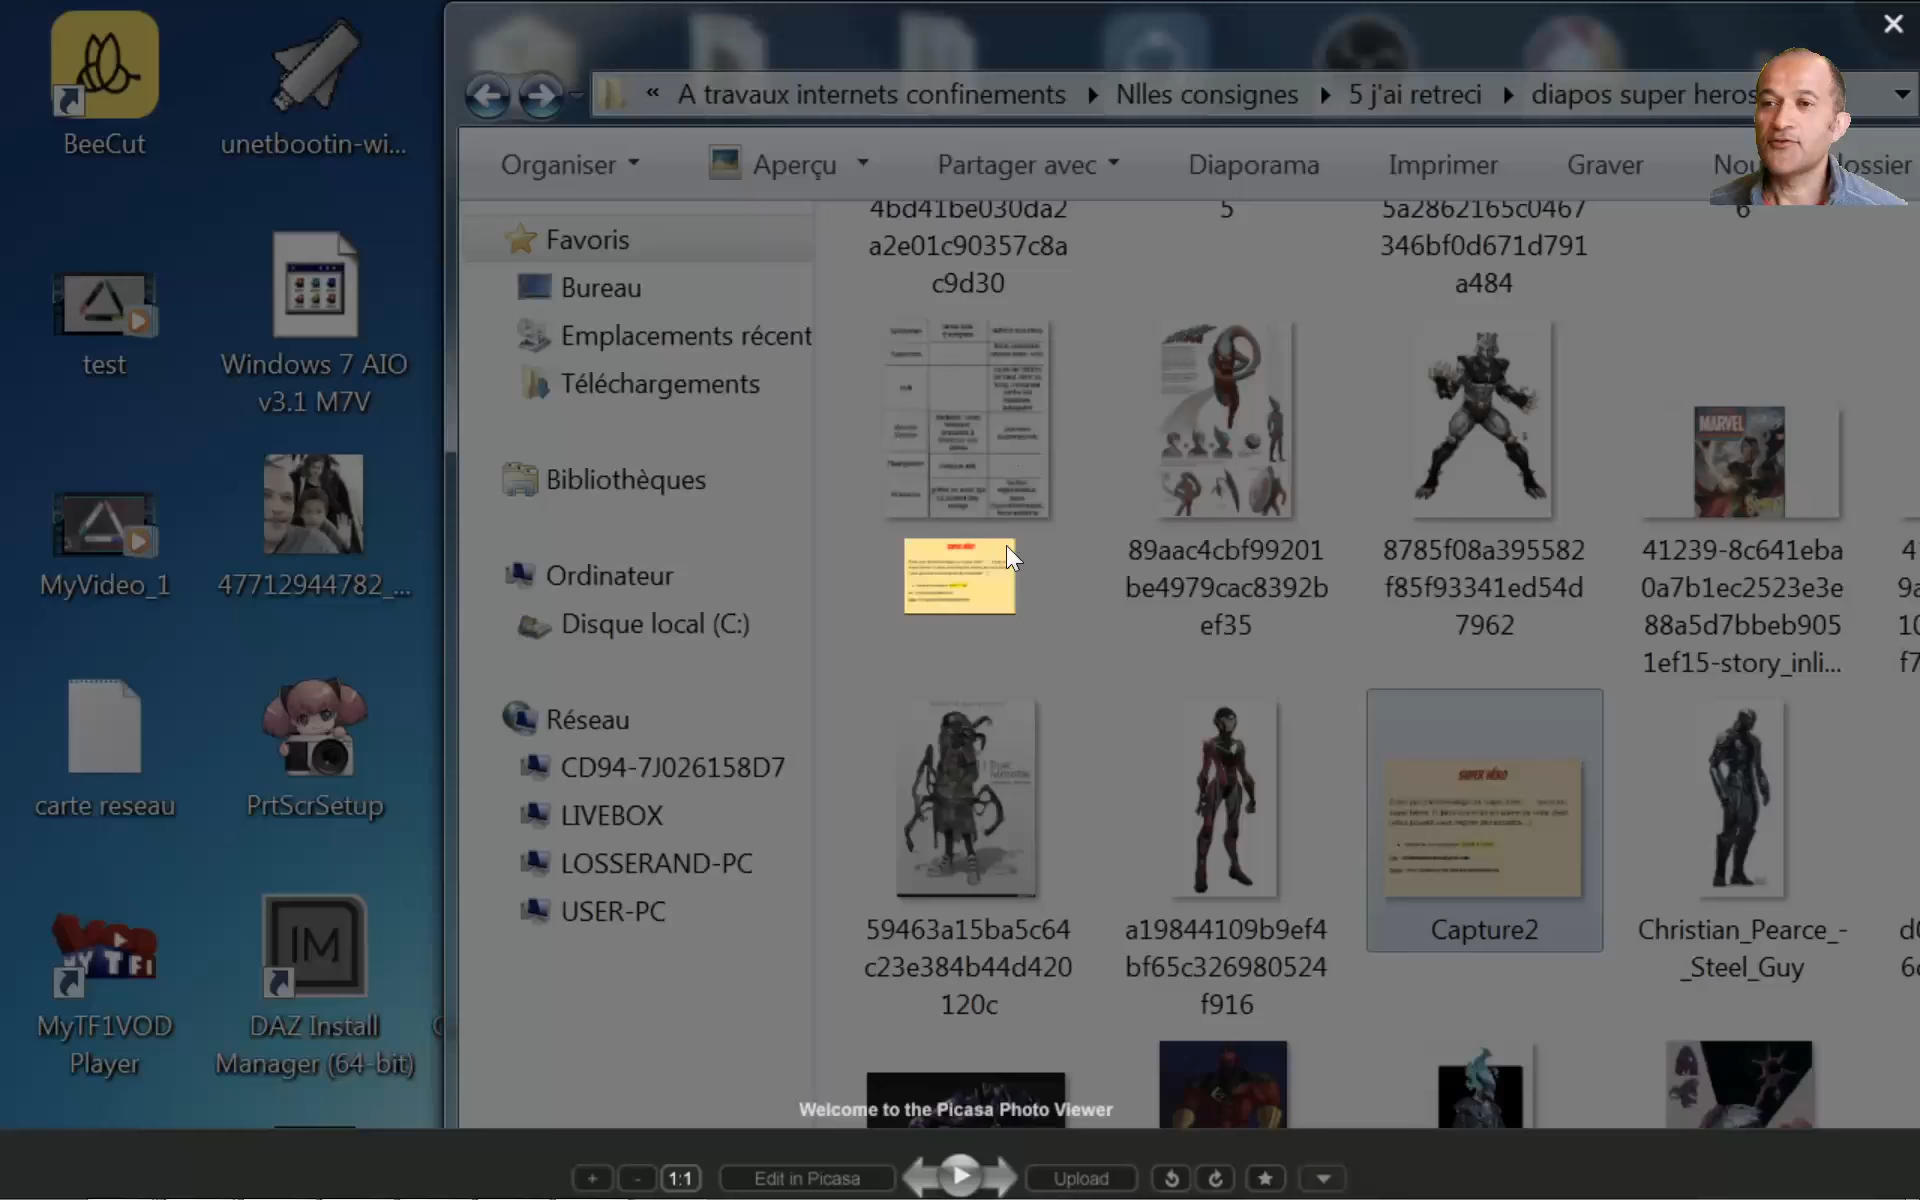 BeeCut
unetbootin-wi...
« A travaux internets confinements Nlles consignes 5 j'ai retreci diapos super heros
Organiser Aperçu Partager avec Diaporama Imprimer Graver
4bd41be030da2
a2e01c90357c8a
c9d30
5
5a2862165c0467
346bf0d671d791
a484
6
Favoris
Bureau
Emplacements récent
Téléchargements
Bibliothèques
Ordinateur
Disque local (C:)
Réseau
CD94-7J026158D7
LIVEBOX
LOSSERAND-PC
USER-PC
test
Windows 7 AIO
v3.1 M7V
MyVideo_1
47712944782_...
carte reseau
PrtScrSetup
MY TF1
MyTF1VOD
Player
IM
DAZ Install
Manager (64-bit)
MARVEL
89aac4cbf99201
be4979cac8392b
ef35
8785f08a395582
f85f93341ed54d
7962
41239-8c641eba
0a7b1ec2523e3e
88a5d7bbeb905
1ef15-story_inli...
59463a15ba5c64
c23e384b44d420
120c
a19844109b9ef4
bf65c326980524
f916
SUPER HÉRO
Capture2
Christian_Pearce_-
_Steel_Guy
Welcome to the Picasa Photo Viewer
+ - 1:1 Edit in Picasa Upload